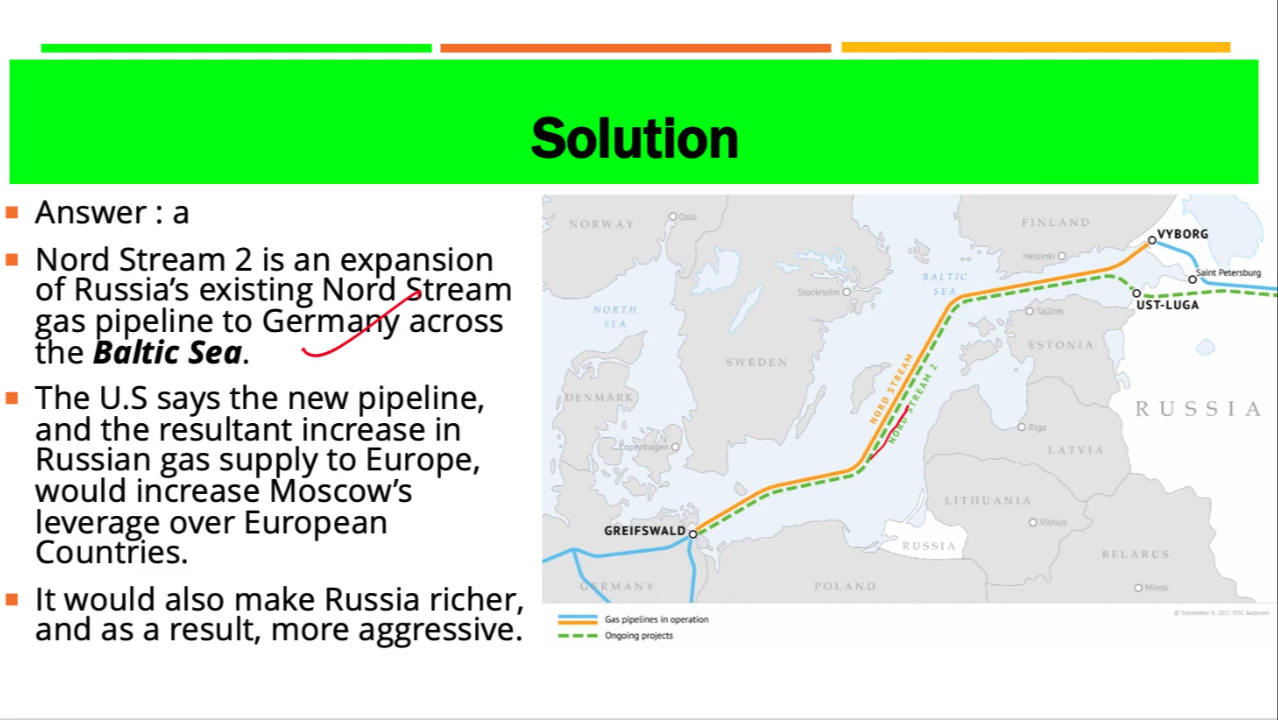 Solution
Answer : a
Nord Stream 2 is an expansion
of Russia's existing Nord Stream
gas pipeline to Germany across
the Baltic Sea.
The U.S says the new pipeline,
and the resultant increase in
Russian gas supply to Europe,
would increase Moscow's
leverage over European
Countries.
It would also make Russia richer,
and as a result, more aggressive.
NORWAY
Oslo
FINLAND
VYBORG
Helsinki
Saint Petersburg
BALTIC
SEA
Stockholm
UST-LUGA
NORTH
SEA
Tallinn
ESTONIA
SWEDEN
NORD STREAM
NORD STREAM 2
DENMARK
RUSSIA
Riga
Copenhagen
LATVIA
LITHUANIA
GREIFSWALD
Vilnius
RUSSIA
BELARUS
GERMANY
POLAND
Minsk
Gas pipelines in operation
Ongoing projects
© September 8, 2017 PJSC Gazprom